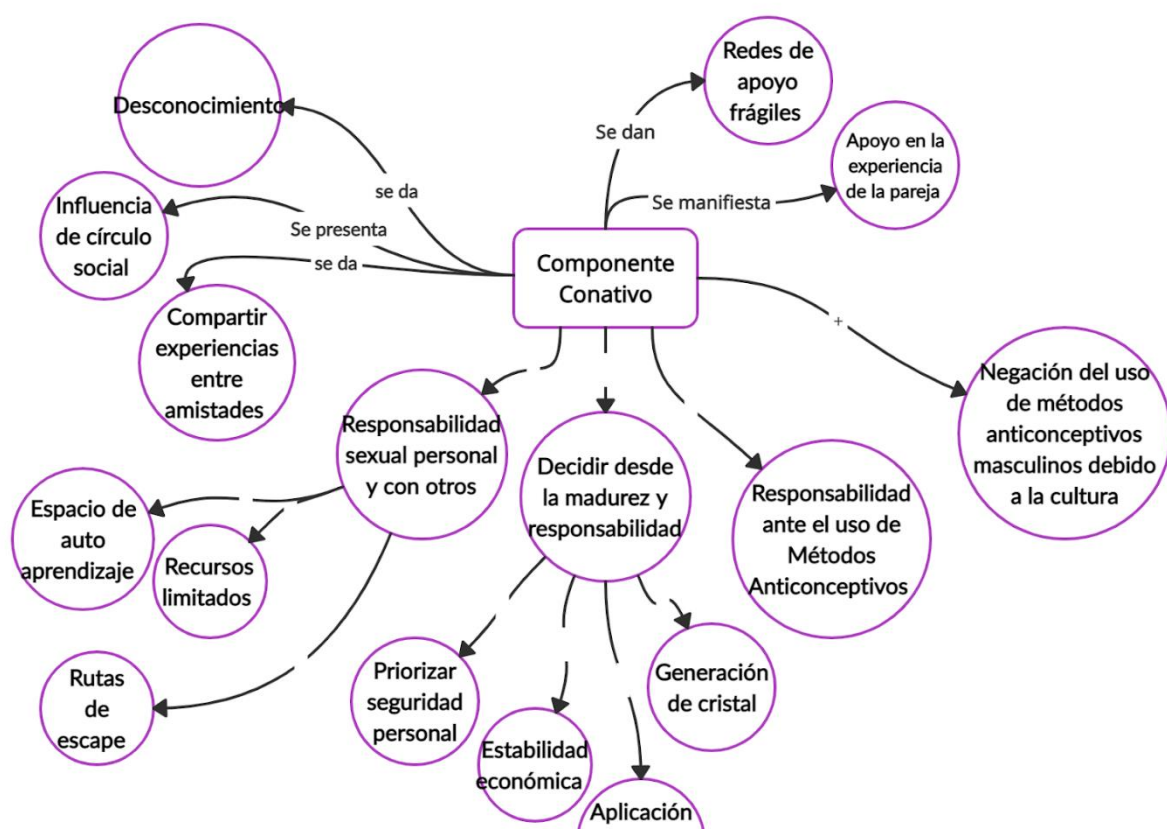 Redes de
apoyo
frágiles
Desconocimiento
Se dan
Apoyo en la
experiencia
de la pareja
se da
Se manifiesta
Influencia
de círculo
social
Se presenta
se da
Componente
Conativo
+
Compartir
experiencias
entre
amistades
Negación del uso
de métodos
anticonceptivos
masculinos debido
a la cultura
Responsabilidad
sexual personal
y con otros
Decidir desde
la madurez y
responsabilidad
Responsabilidad
ante el uso de
Métodos
Anticonceptivos
Espacio de
auto
aprendizaje
Recursos
limitados
Rutas
de
escape
Priorizar
seguridad
personal
Generación
de cristal
Estabilidad
económica
Aplicación